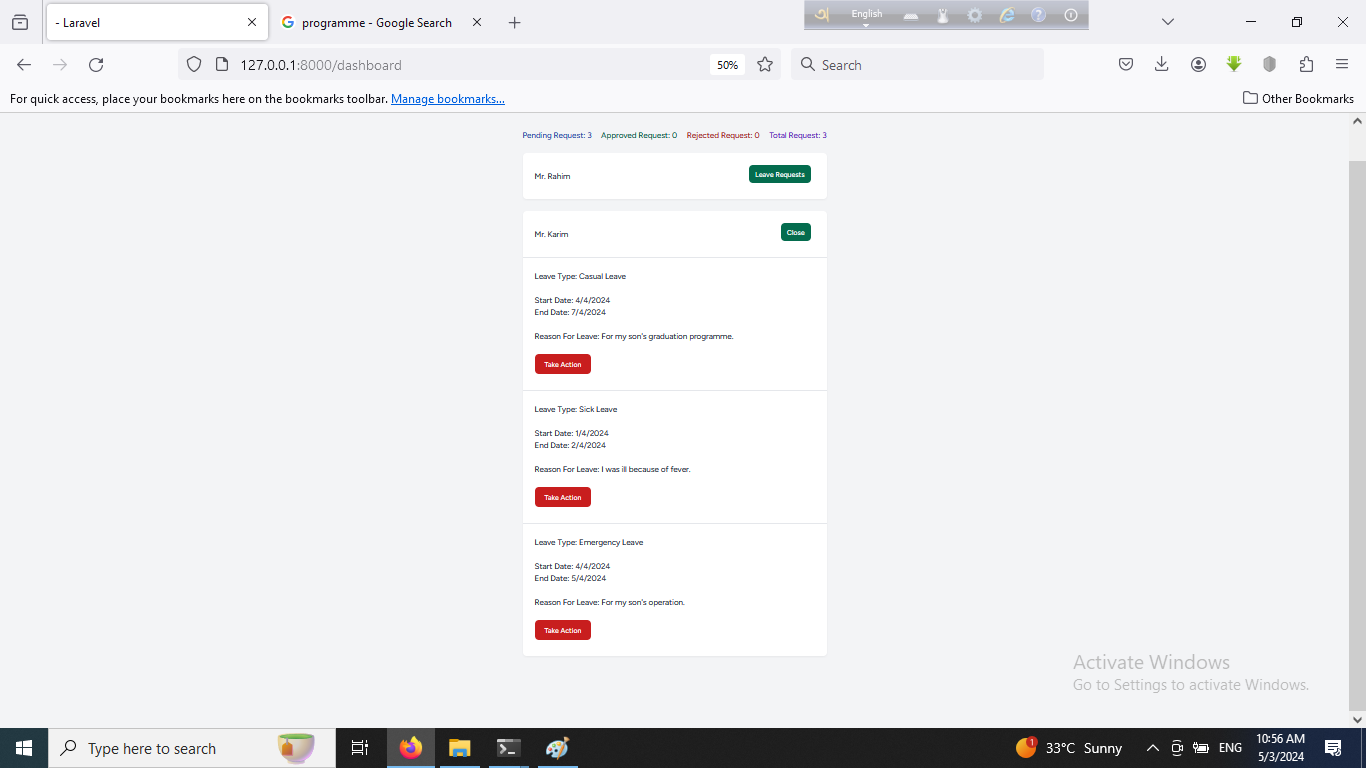 - Laravel
programme - Google Search
English
127.0.0.1:8000/dashboard
50%
Search
For quick access, place your bookmarks here on the bookmarks toolbar. Manage bookmarks...
Other Bookmarks
Pending Request: 3 Approved Request: 0 Rejected Request: 0 Total Request: 3
Mr. Rahim
Leave Requests
Mr. Karim
Close
Leave Type: Casual Leave
Start Date: 4/4/2024
End Date: 7/4/2024
Reason For Leave: For my son's graduation programme.
Take Action
Leave Type: Sick Leave
Start Date: 1/4/2024
End Date: 2/4/2024
Reason For Leave: I was ill because of fever.
Take Action
Leave Type: Emergency Leave
Start Date: 4/4/2024
End Date: 5/4/2024
Reason For Leave: For my son's operation.
Take Action
Activate Windows
Go to Settings to activate Windows.
Type here to search
1
33°C Sunny
ENG
10:56 AM
5/3/2024